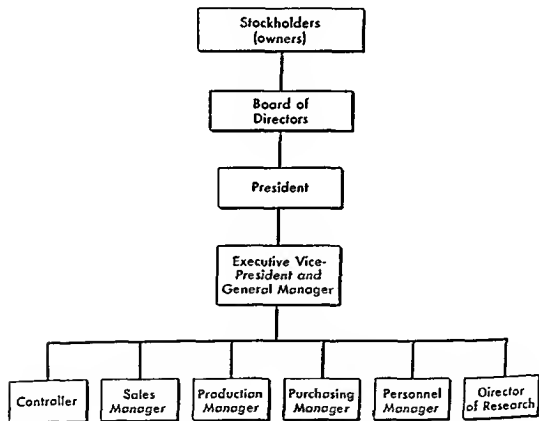 Stockholders
(owners)
Board of
Directors
President
Executive Vice-
President and
General Manager
Controller
Sales
Manager
Production
Manager
Purchasing
Manager
Personnel
Manager
Director
of Research